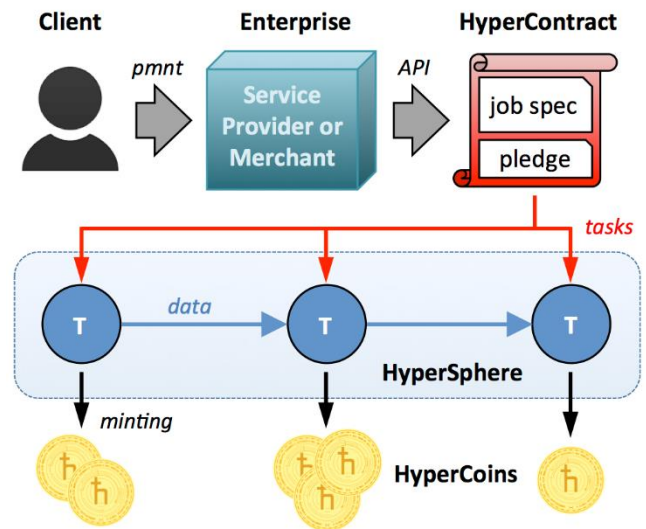 Client
Enterprise
HyperContract
pmnt
API
Service
Provider or
Merchant
job spec
pledge
tasks
T
data
T
T
HyperSphere
minting
ħ
ħ
ħ
ħ
ħ
HyperCoins
ħ